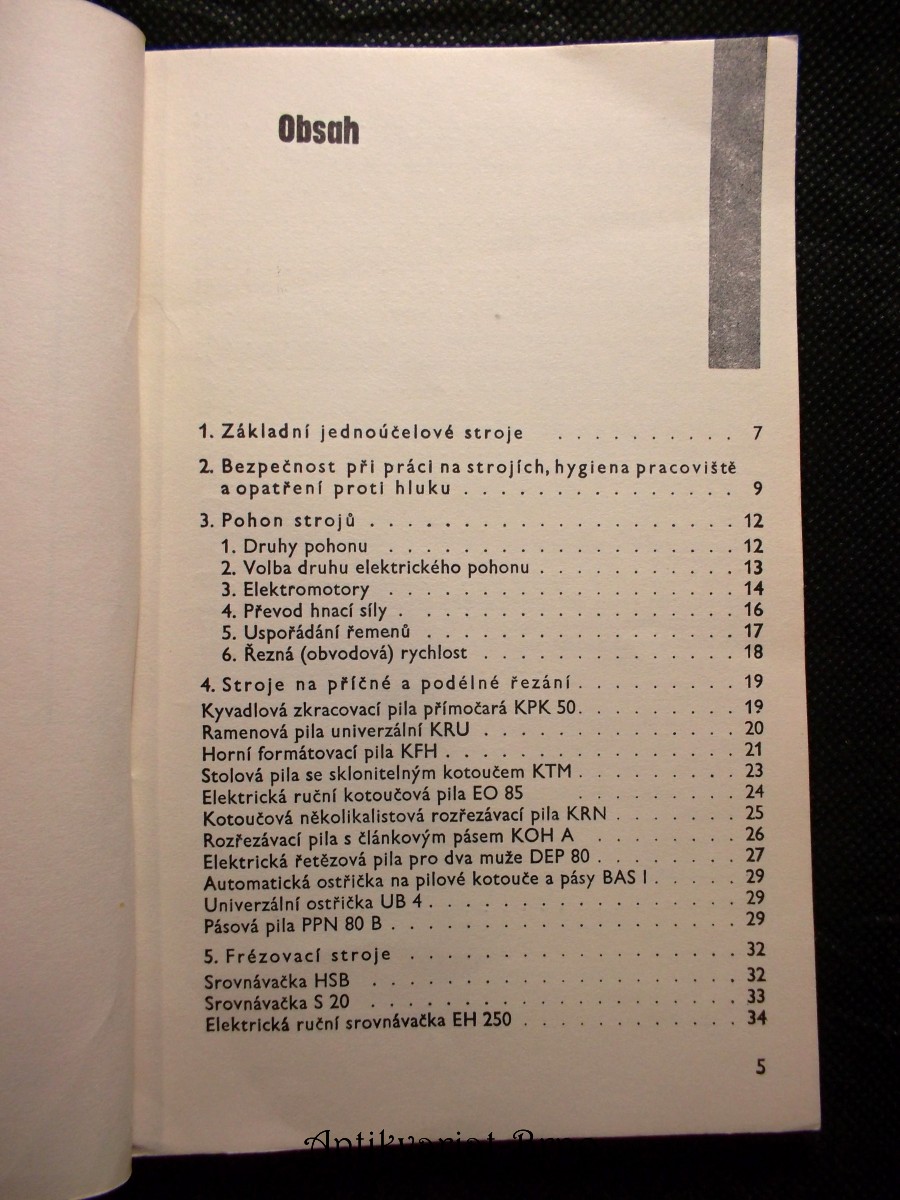 Obsah
1. Základní jednoúčelové stroje . . . . . . . . . . 7
2. Bezpečnost při práci na strojích, hygiena pracoviště
a opatření proti hluku . . . . . . . . . . . . . . . 9
3. Pohon strojů . . . . . . . . . . . . . . . . . . . . 12
1. Druhy pohonu . . . . . . . . . . . . . . . . . . . 12
2. Volba druhu elektrického pohonu . . . . . . . . . . . 13
3. Elektromotory . . . . . . . . . . . . . . . . . . . 14
4. Převod hnací síly . . . . . . . . . . . . . . . . . . 16
5. Uspořádání řemenů . . . . . . . . . . . . . . . . . 17
6. Řezná (obvodová) rychlost . . . . . . . . . . . . . . 18
4. Stroje na příčné a podélné řezání . . . . . . . . . 19
Kyvadlová zkracovací pila přímočará KPK 50 . . . . . . . . . 19
Ramenová pila univerzální KRU . . . . . . . . . . . . . . 20
Horní formátovací pila KFH . . . . . . . . . . . . . . . 21
Stolová pila se sklonitelným kotoučem KTM . . . . . . . . . 23
Elektrická ruční kotoučová pila EO 85 . . . . . . . . . 24
Kotoučová několikalistová rozřezávací pila KRN . . . . . . . 25
Rozřezávací pila s článkovým pásem KOH A . . . . . . . . 26
Elektrická řetězová pila pro dva muže DEP 80 . . . . . . . . 27
Automatická ostřička na pilové kotouče a pásy BAS I . . . . . 29
Univerzální ostřička UB 4 . . . . . . . . . . . . . . . . 29
Pásová pila PPN 80 B . . . . . . . . . . . . . . . . . . 29
5. Frézovací stroje . . . . . . . . . . . . . . . . . 32
Srovnávačka HSB . . . . . . . . . . . . . . . . . . . 32
Srovnávačka S 20 . . . . . . . . . . . . . . . . . . . 33
Elektrická ruční srovnávačka EH 250 . . . . . . . . . . . . 34
5
Antikvariat